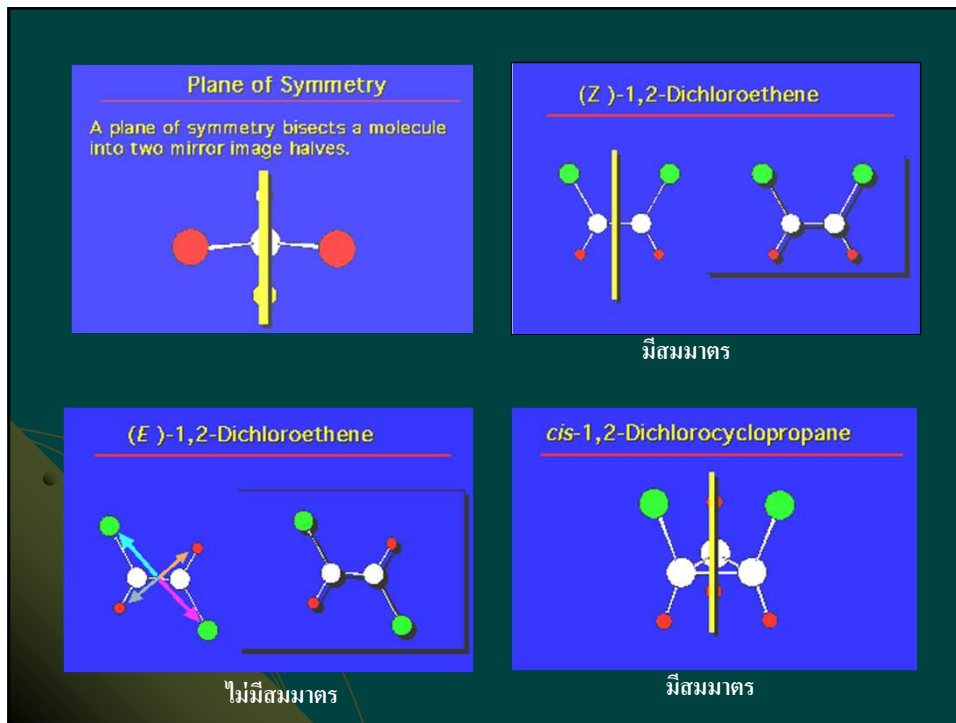 Plane of Symmetry
A plane of symmetry bisects a molecule
into two mirror image halves.
(Z )-1,2-Dichloroethene
มีสมมาตร
(E )-1,2-Dichloroethene
ไม่มีสมมาตร
cis-1,2-Dichlorocyclopropane
มีสมมาตร